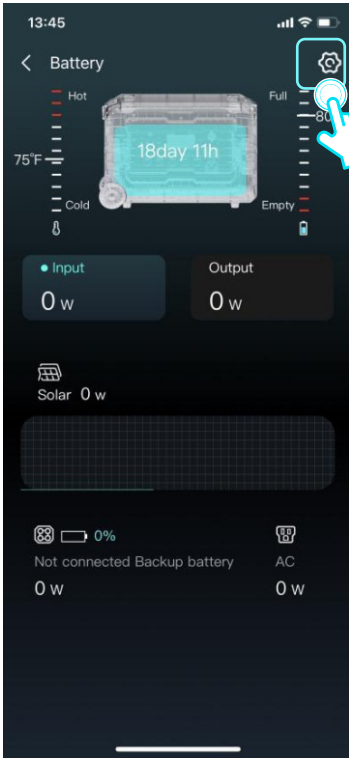 13:45
Battery
Hot
Full
80
75°F
18day 11h
Cold
Empty
Input
Output
0 w
0 w
Solar 0 w
0%
Not connected Backup battery
AC
0 w
0 w